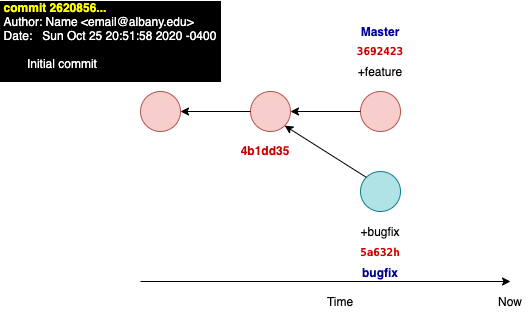 commit 2620856...
Author: Name <email@albany.edu>
Date:   Sun Oct 25 20:51:58 2020 -0400
Initial commit
Master
3692423
+feature
4b1dd35
+bugfix
5a632h
bugfix
Time
Now